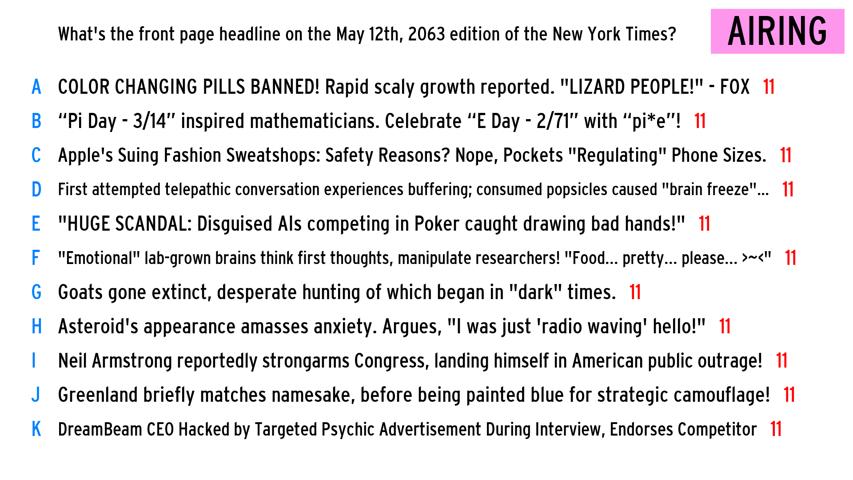 What's the front page headline on the May 12th, 2063 edition of the New York Times?
AIRING
A COLOR CHANGING PILLS BANNED! Rapid scaly growth reported. "LIZARD PEOPLE!" - FOX 11
B “Pi Day - 3/14” inspired mathematicians. Celebrate “E Day - 2/71” with “pi*e”! 11
C Apple's Suing Fashion Sweatshops: Safety Reasons? Nope, Pockets "Regulating" Phone Sizes. 11
D First attempted telepathic conversation experiences buffering; consumed popsicles caused "brain freeze"... 11
E "HUGE SCANDAL: Disguised AIs competing in Poker caught drawing bad hands!" 11
F "Emotional" lab-grown brains think first thoughts, manipulate researchers! "Food... pretty... please... >~<" 11
G Goats gone extinct, desperate hunting of which began in "dark" times. 11
H Asteroid's appearance amasses anxiety. Argues, "I was just 'radio waving' hello!" 11
I Neil Armstrong reportedly strongarms Congress, landing himself in American public outrage! 11
J Greenland briefly matches namesake, before being painted blue for strategic camouflage! 11
K DreamBeam CEO Hacked by Targeted Psychic Advertisement During Interview, Endorses Competitor 11